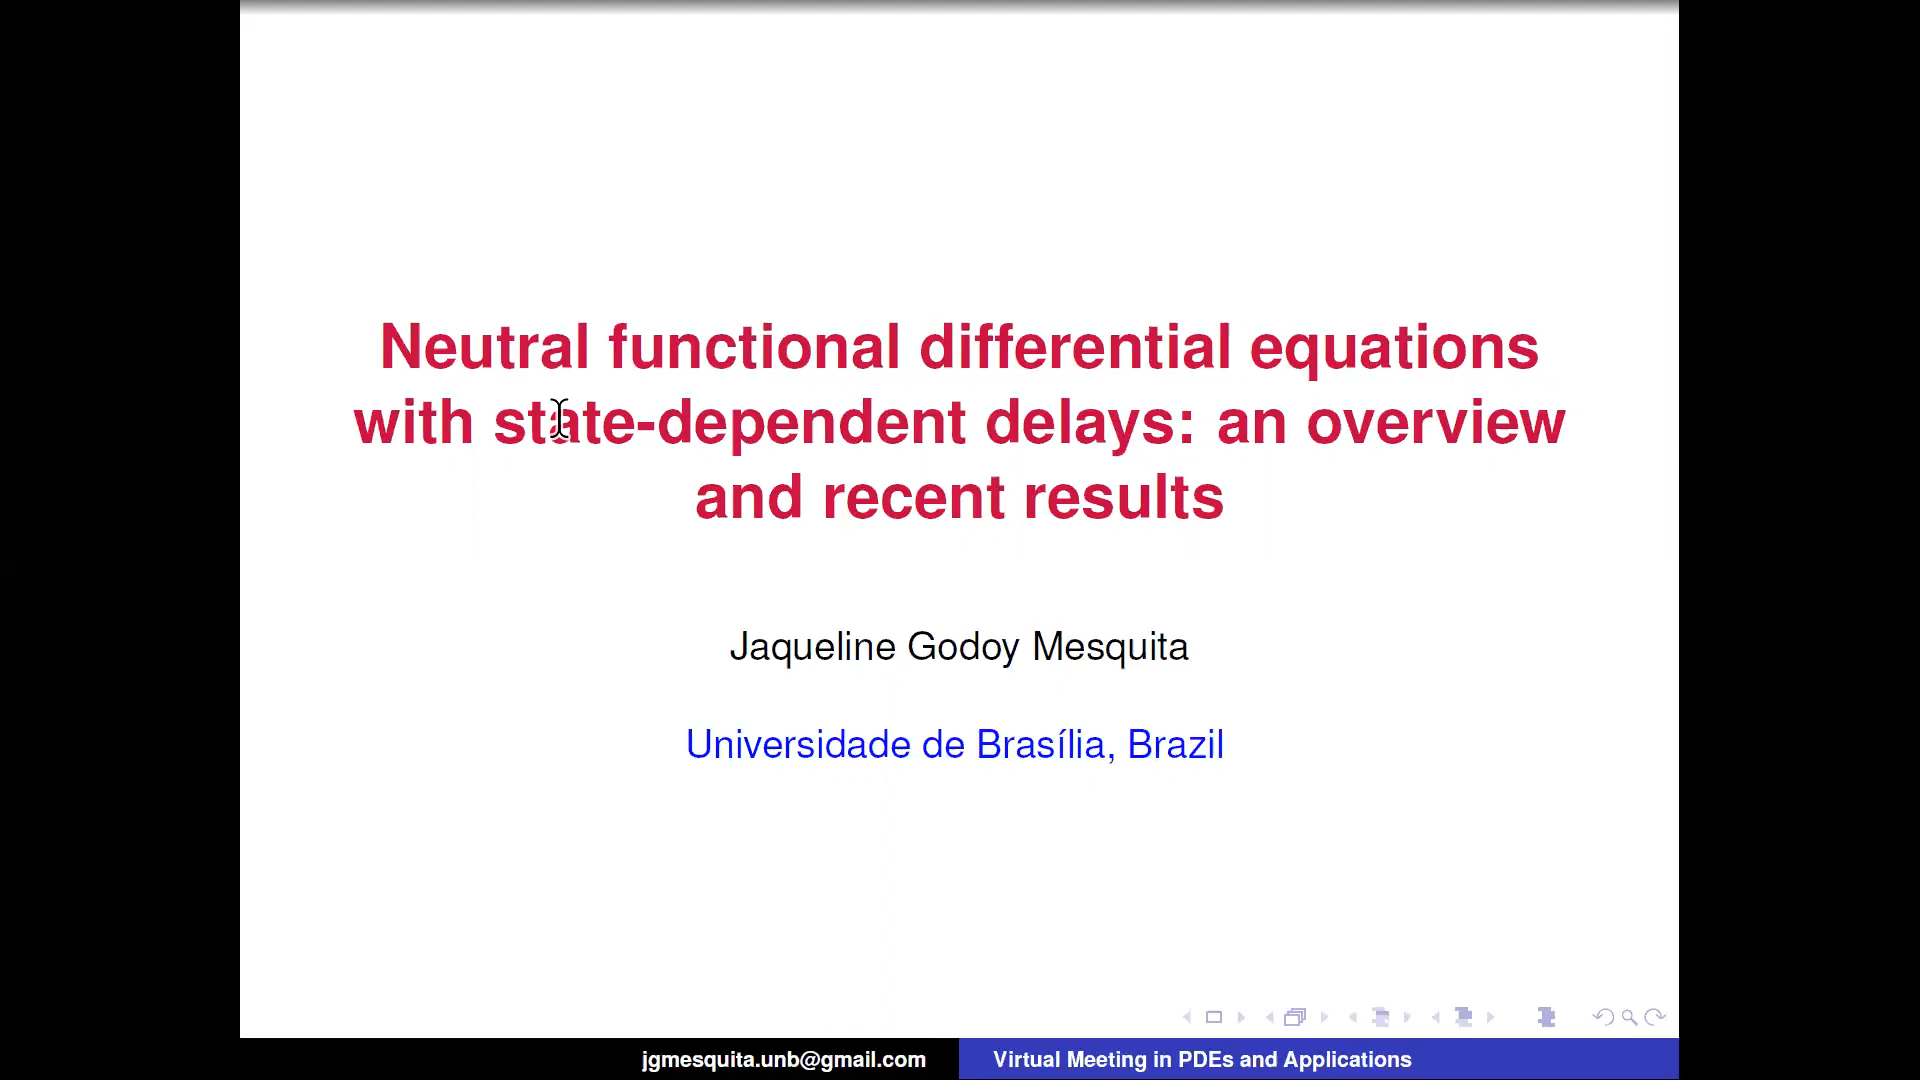 Neutral functional differential equations
with state-dependent delays: an overview
and recent results
Jaqueline Godoy Mesquita
Universidade de Brasília, Brazil
jgmesquita.unb@gmail.com
Virtual Meeting in PDEs and Applications